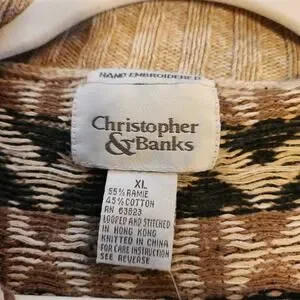 HAND EMBROIDERED
Christopher
& Banks
XL
55% RAMIE
45% COTTON
RN 63823
LOOPED AND STITCHED
IN HONG KONG
KNITTED IN CHINA
FOR CARE INSTRUCTION
SEE REVERSE